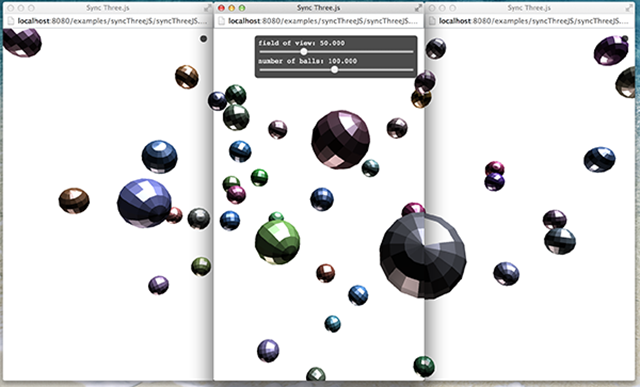 Sync Three.js
Sync Three.js
Sync Three.js
localhost:8080/examples/syncThreeJS/syncThreeJS....
localhost:8080/examples/syncThreeJS/syncThreeJS....
localhost:8080/examples/syncThreeJS/syncThreeJS....
field of view: 50.000
number of balls: 100.000